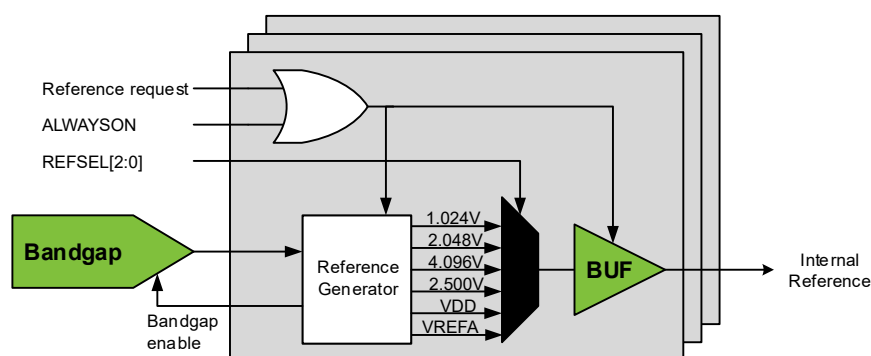 Reference request
ALWAYSON
REFSEL[2:0]
Bandgap
Bandgap
enable
Reference
Generator
1.024V
2.048V
4.096V
2.500V
VDD
VREFA
BUF
Internal
Reference